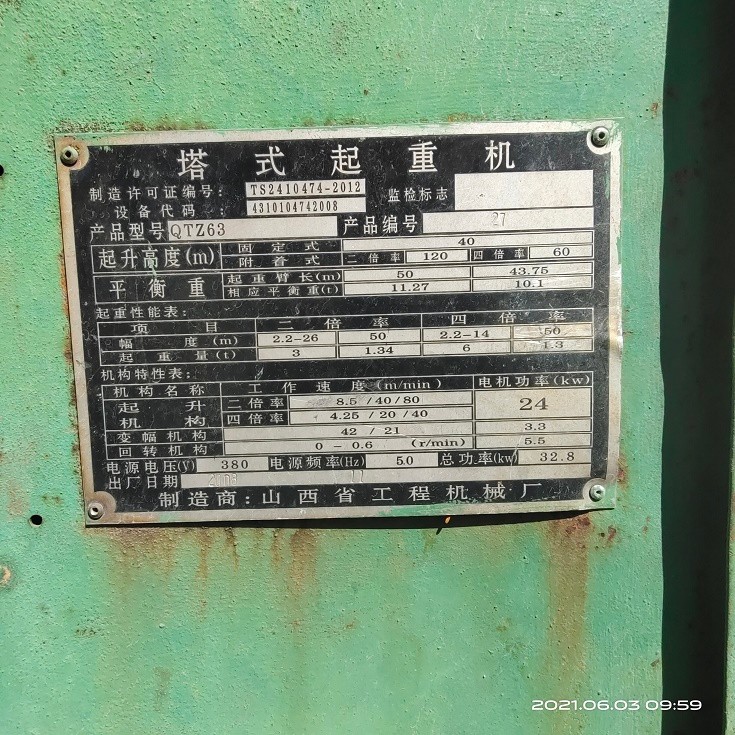 塔式起重机
制造许可证编号: TS2410474-2012 监检标志
设备代码: 4310104742008
产品型号 QTZ63 产品编号 27
起升高度(m) 固定式 40
附着式 二倍率 120 四倍率 60
平衡重 起重臂长(m) 50 43.75
相应平衡重(t) 11.27 10.1
起重性能表:
项目 二倍率 四倍率
幅度(m) 2.2-26 50 2.2-14 50
起重量(t) 3 1.34 6 1.3
机构特性表:
机构名称 工作速度(m/min) 电机功率(kw)
起升机构 二倍率 8.5/40/80 24
四倍率 4.25/20/40
变幅机构 42/21 3.3
回转机构 0-0.6 (r/min) 5.5
电源电压(v) 380 电源频率(Hz) 50 总功率(kw) 32.8
出厂日期
制造商:山西省工程机械厂
2021.06.03 09:59